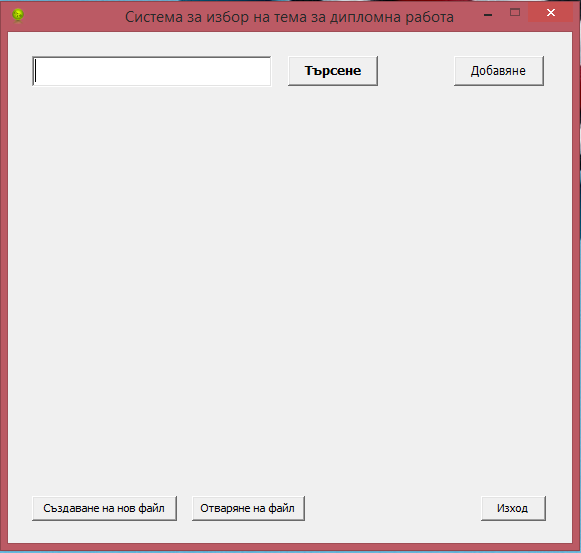 Система за избор на тема за дипломна работа
Търсене
Добавяне
Създаване на нов файл
Отваряне на файл
Изход